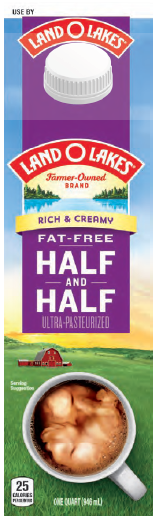 USE BY
LAND O LAKES®
LAND O LAKES®
Farmer-Owned
BRAND
RICH & CREAMY
FAT-FREE
HALF
AND
HALF
ULTRA-PASTEURIZED
Serving
Suggestion
25
CALORIES
PER SERVING
ONE QUART (946 mL)